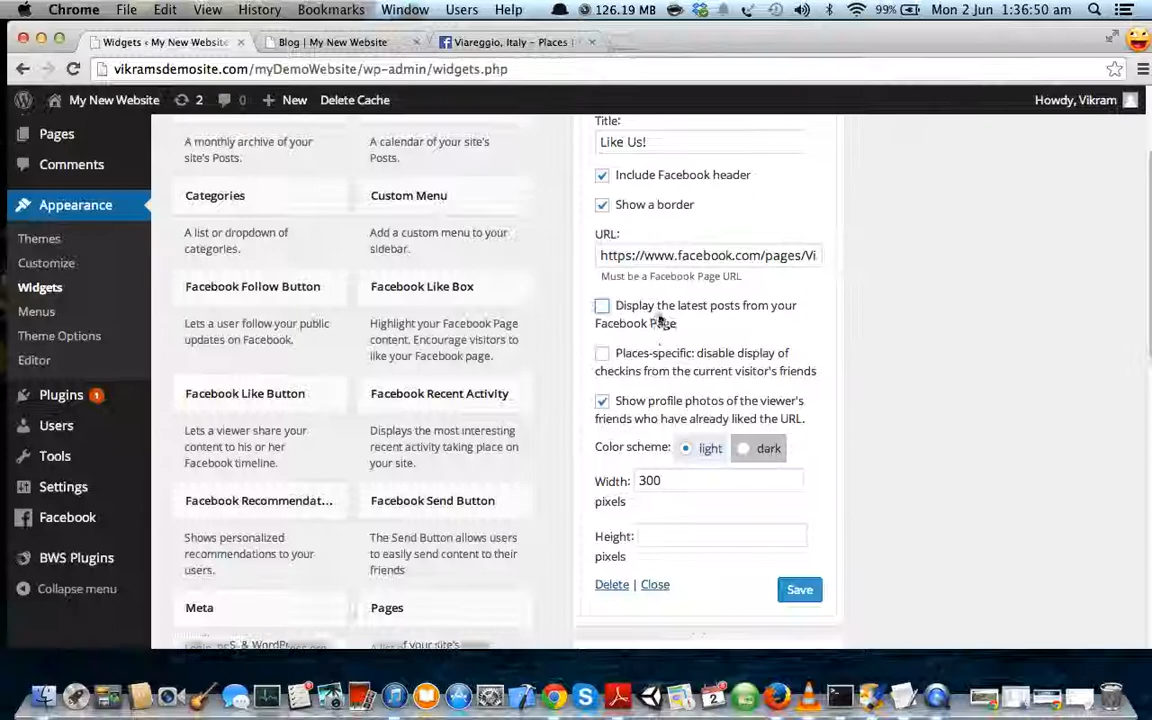 Chrome File Edit View History Bookmarks Window Users Help 126.19 MB 99% Mon 2 Jun 1:36:50 am
Widgets ‹ My New Website
Blog | My New Website
Viareggio, Italy – Places |
vikramsdemosite.com/myDemoWebsite/wp-admin/widgets.php
My New Website 2 0 New Delete Cache Howdy, Vikram
Pages
Comments
Appearance
Themes
Customize
Widgets
Menus
Theme Options
Editor
Plugins 1
Users
Tools
Settings
Facebook
BWS Plugins
Collapse menu
A monthly archive of your
site's Posts.
A calendar of your site's
Posts.
Categories
Custom Menu
A list or dropdown of
categories.
Add a custom menu to your
sidebar.
Facebook Follow Button
Facebook Like Box
Lets a user follow your public
updates on Facebook.
Highlight your Facebook Page
content. Encourage visitors to
like your Facebook page.
Facebook Like Button
Facebook Recent Activity
Lets a viewer share your
content to his or her
Facebook timeline.
Displays the most interesting
recent activity taking place on
your site.
Facebook Recommendat...
Facebook Send Button
Shows personalized
recommendations to your
users.
The Send Button allows users
to easily send content to their
friends
Meta
Pages
Title:
Like Us!
Include Facebook header
Show a border
URL:
https://www.facebook.com/pages/Vi
Must be a Facebook Page URL
Display the latest posts from your
Facebook Page
Places-specific: disable display of
checkins from the current visitor's friends
Show profile photos of the viewer's
friends who have already liked the URL.
Color scheme: light dark
Width: 300
pixels
Height:
pixels
Delete | Close
Save